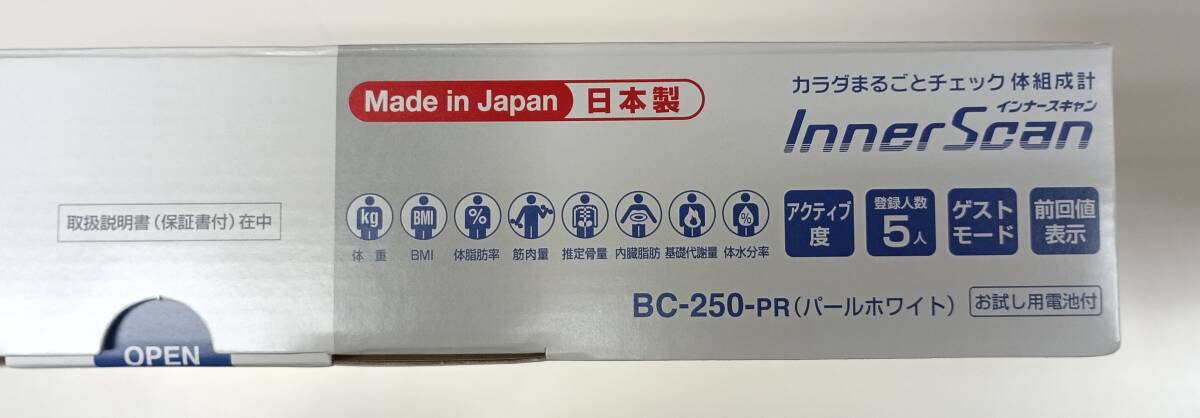 Made in Japan 日本製
カラダまるごとチェック 体組成計
インナースキャン
InnerScan
取扱説明書(保証書付)在中
kg BMI % %
体重 BMI 体脂肪率 筋肉量 推定骨量 内臓脂肪 基礎代謝量 体水分率
アクティブ度
登録人数5人
ゲストモード
前回値表示
BC-250-PR(パールホワイト) お試し用電池付
OPEN